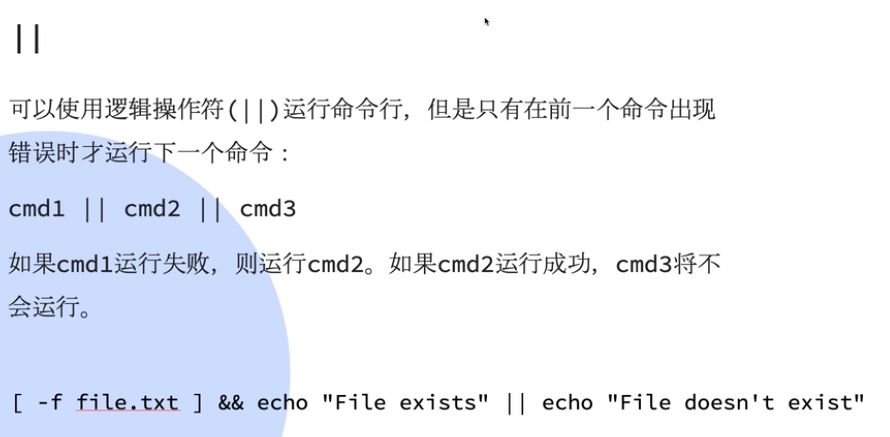 ||
可以使用逻辑操作符(||)运行命令行，但是只有在前一个命令出现
错误时才运行下一个命令：
cmd1 || cmd2 || cmd3
如果cmd1运行失败，则运行cmd2。如果cmd2运行成功，cmd3将不
会运行。
[ -f file.txt ] && echo "File exists" || echo "File doesn't exist"